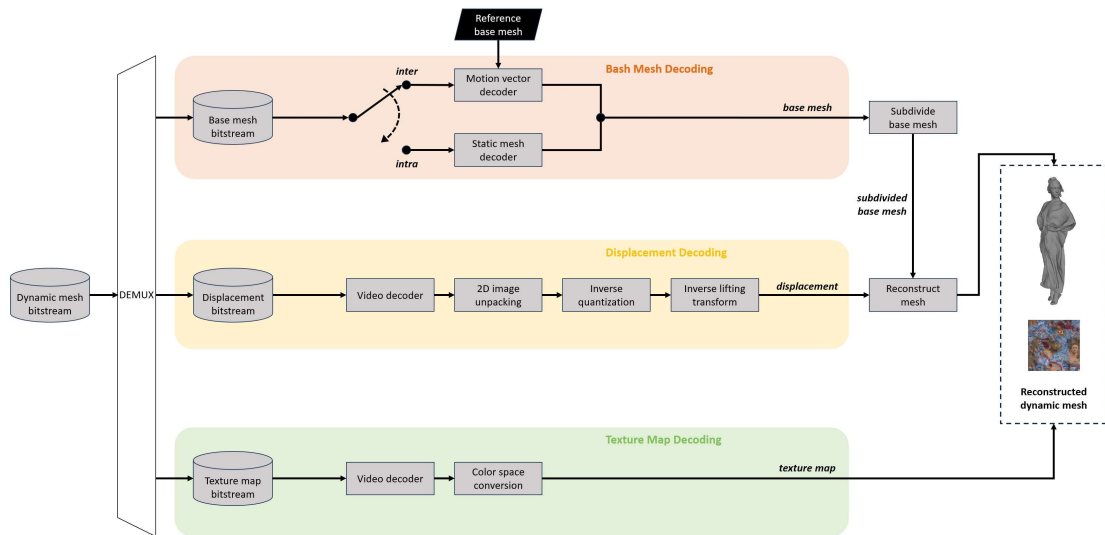 Reference
base mesh
Bash Mesh Decoding
inter
Motion vector
decoder
Base mesh
bitstream
base mesh
Subdivide
base mesh
Static mesh
decoder
intra
subdivided
base mesh
Displacement Decoding
Dynamic mesh
bitstream
DEMUX
Displacement
bitstream
Video decoder
2D image
unpacking
Inverse
quantization
Inverse lifting
transform
displacement
Reconstruct
mesh
Reconstructed
dynamic mesh
Texture Map Decoding
Texture map
bitstream
Video decoder
Color space
conversion
texture map